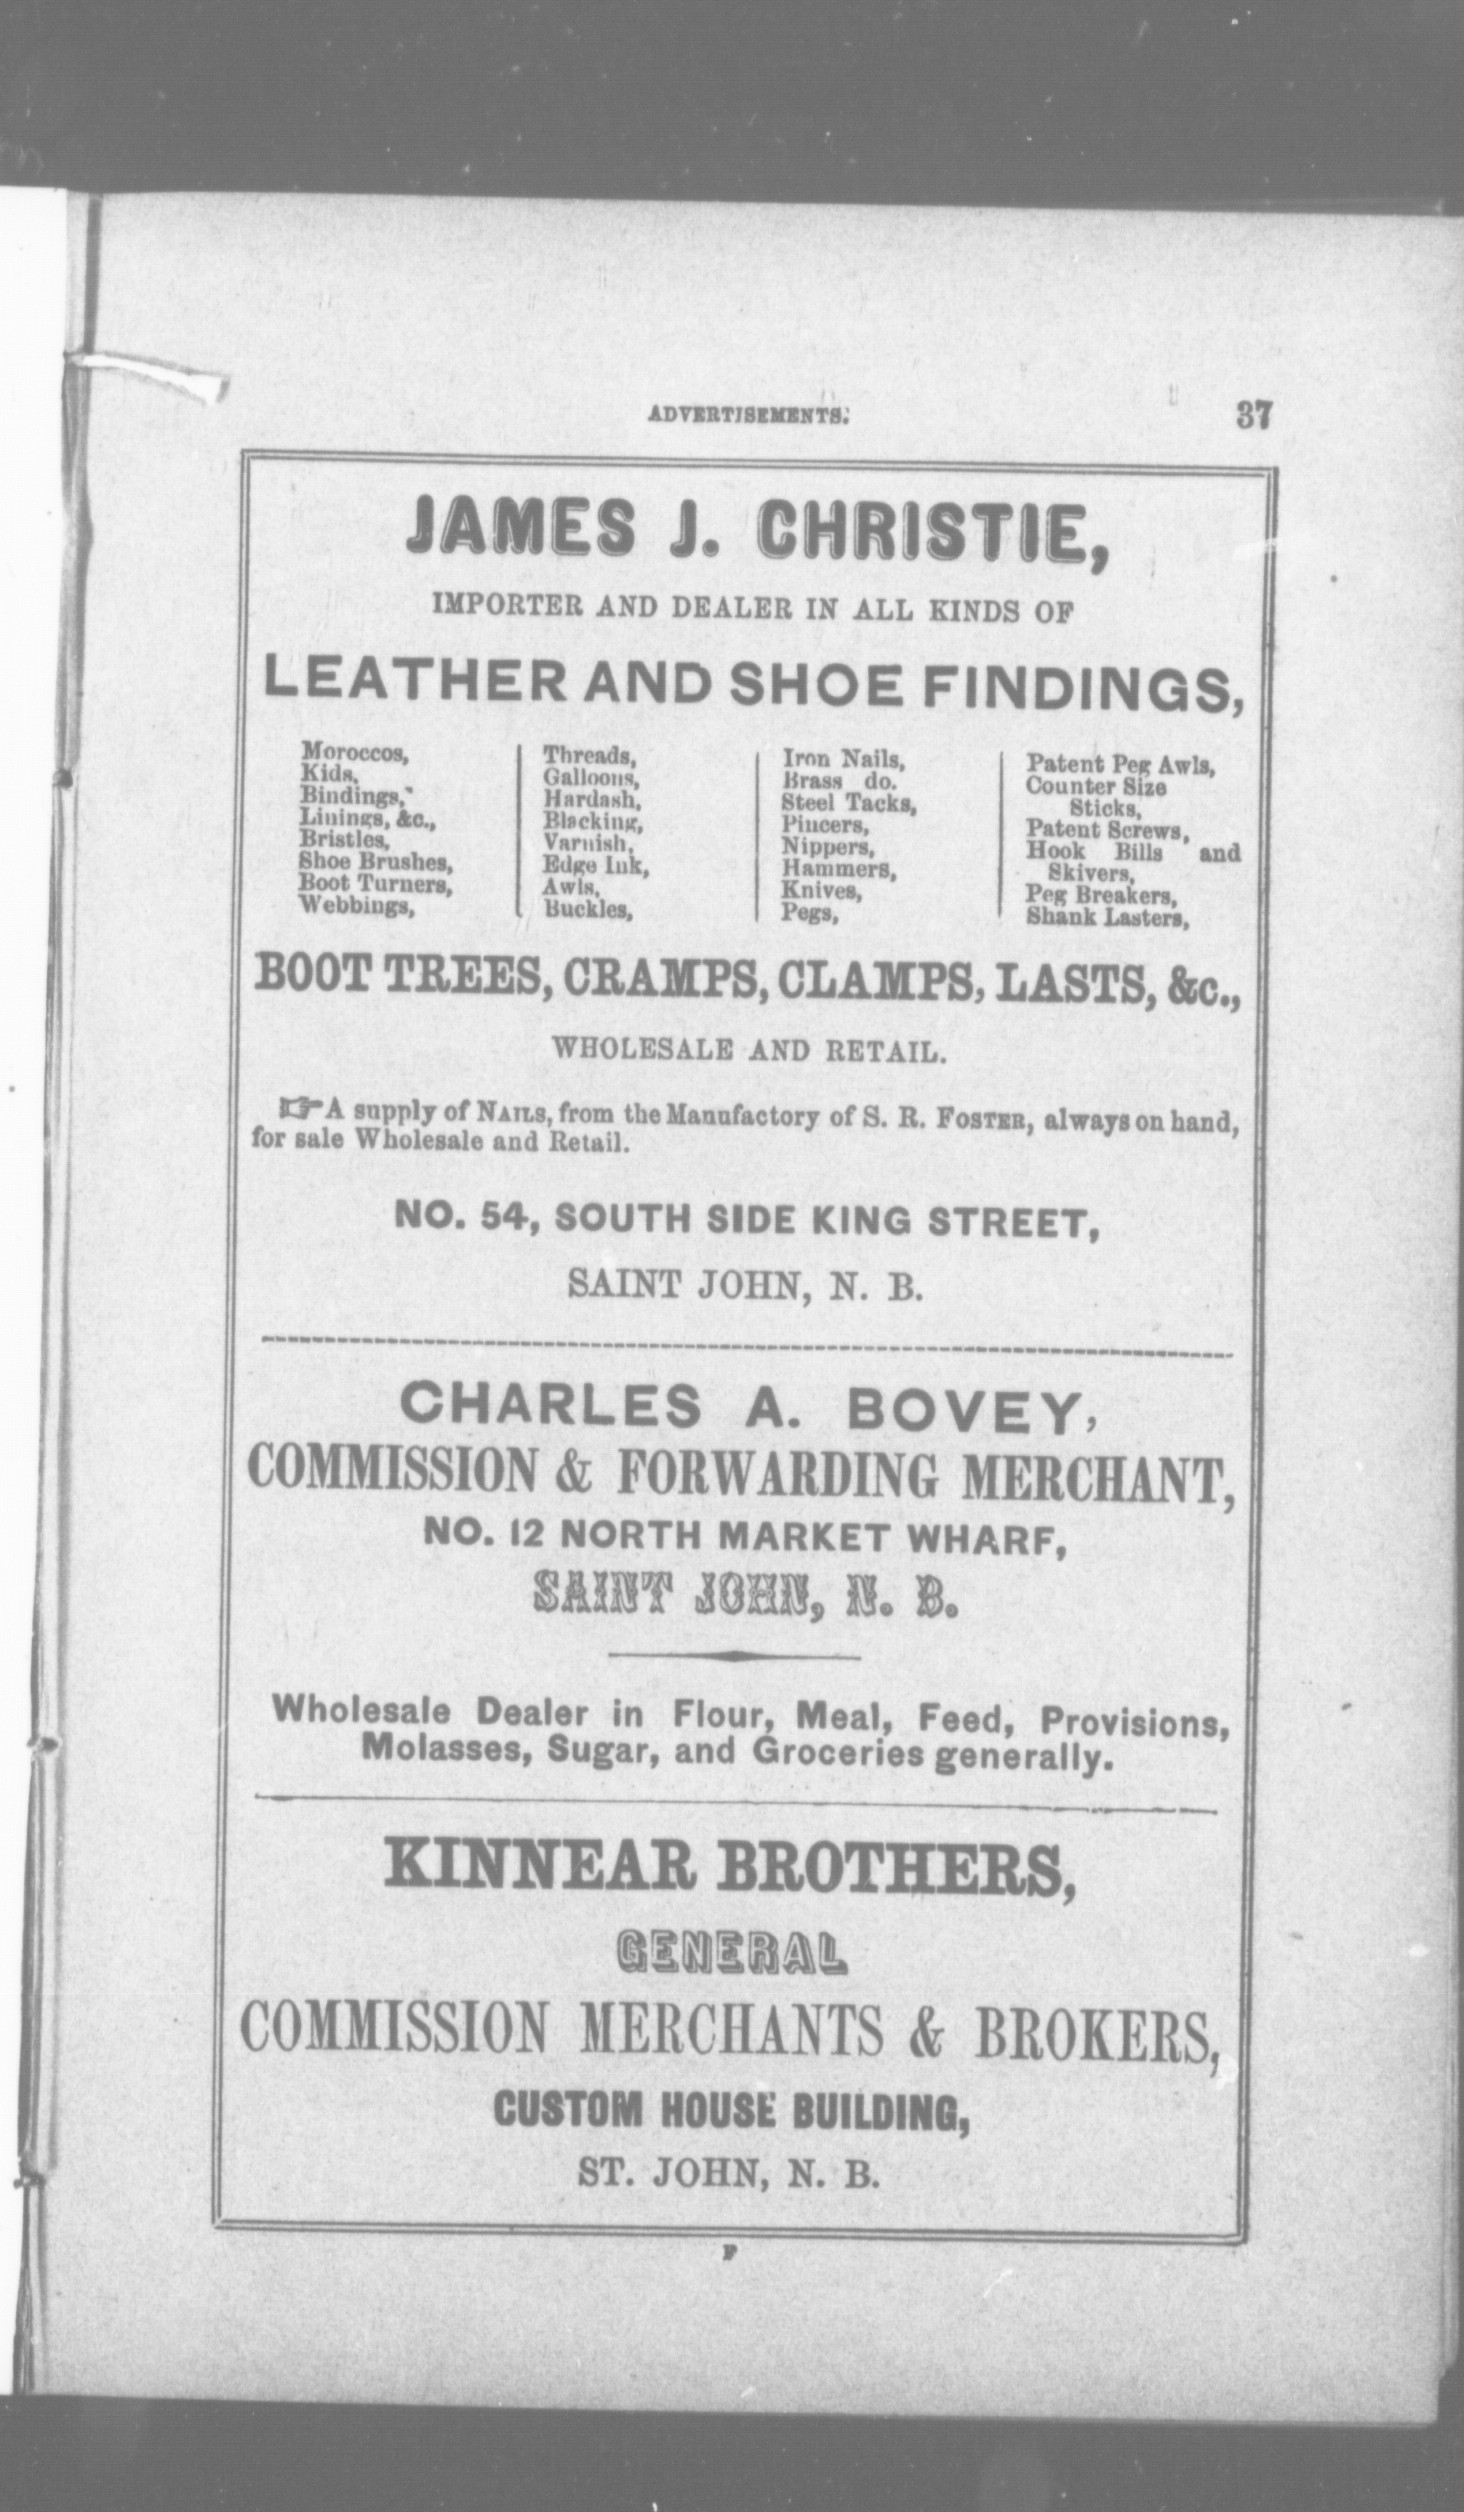 ADVERTISEMENTS. 37
JAMES J. CHRISTIE,
IMPORTER AND DEALER IN ALL KINDS OF
LEATHER AND SHOE FINDINGS,
Moroccos,
Kids,
Bindings,
Linings, &c.,
Bristles,
Shoe Brushes,
Boot Turners,
Webbings,
Threads,
Galloons,
Hardash,
Blacking,
Varnish,
Edge Ink,
Awls,
Buckles,
Iron Nails,
Brass do.
Steel Tacks,
Pincers,
Nippers,
Hammers,
Knives,
Pegs,
Patent Peg Awls,
Counter Size
Sticks,
Patent Screws,
Hook Bills and
Skivers,
Peg Breakers,
Shank Lasters,
BOOT TREES, CRAMPS, CLAMPS, LASTS, &c.,
WHOLESALE AND RETAIL.
☞ A supply of NAILS, from the Manufactory of S. R. FOSTER, always on hand,
for sale Wholesale and Retail.
NO. 54, SOUTH SIDE KING STREET,
SAINT JOHN, N. B.
CHARLES A. BOVEY,
COMMISSION & FORWARDING MERCHANT,
NO. 12 NORTH MARKET WHARF,
SAINT JOHN, N. B.
Wholesale Dealer in Flour, Meal, Feed, Provisions,
Molasses, Sugar, and Groceries generally.
KINNEAR BROTHERS,
GENERAL
COMMISSION MERCHANTS & BROKERS,
CUSTOM HOUSE BUILDING,
ST. JOHN, N. B.
F